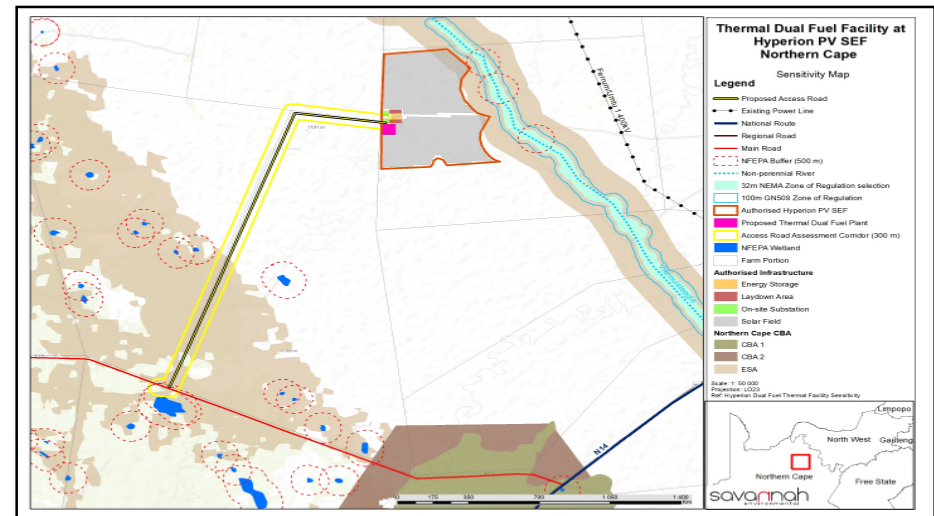 Thermal Dual Fuel Facility at
Hyperion PV SEF
Northern Cape
Sensitivity Map
Legend
Proposed Access Road
Existing Power Line
National Route
Regional Road
Main Road
NFEPA Buffer (500 m)
Non-perennial River
32m NEMA Zone of Regulation selection
100m GN509 Zone of Regulation
Authorised Hyperion PV SEF
Proposed Thermal Dual Fuel Plant
Access Road Assessment Corridor (300 m)
NFEPA Wetland
Farm Portion
Authorised Infrastructure
Energy Storage
Laydown Area
On-site Substation
Solar Field
Northern Cape CBA
CBA 1
CBA 2
ESA
Scale: 1: 50 000
Projection: LO23
Ref: Hyperion Dual Fuel Thermal Facility Sensitivity
Limpopo
North West
Gauteng
Northern Cape
Free State
savannah
environmental
N14
0 175 350 700 1 050 1 400